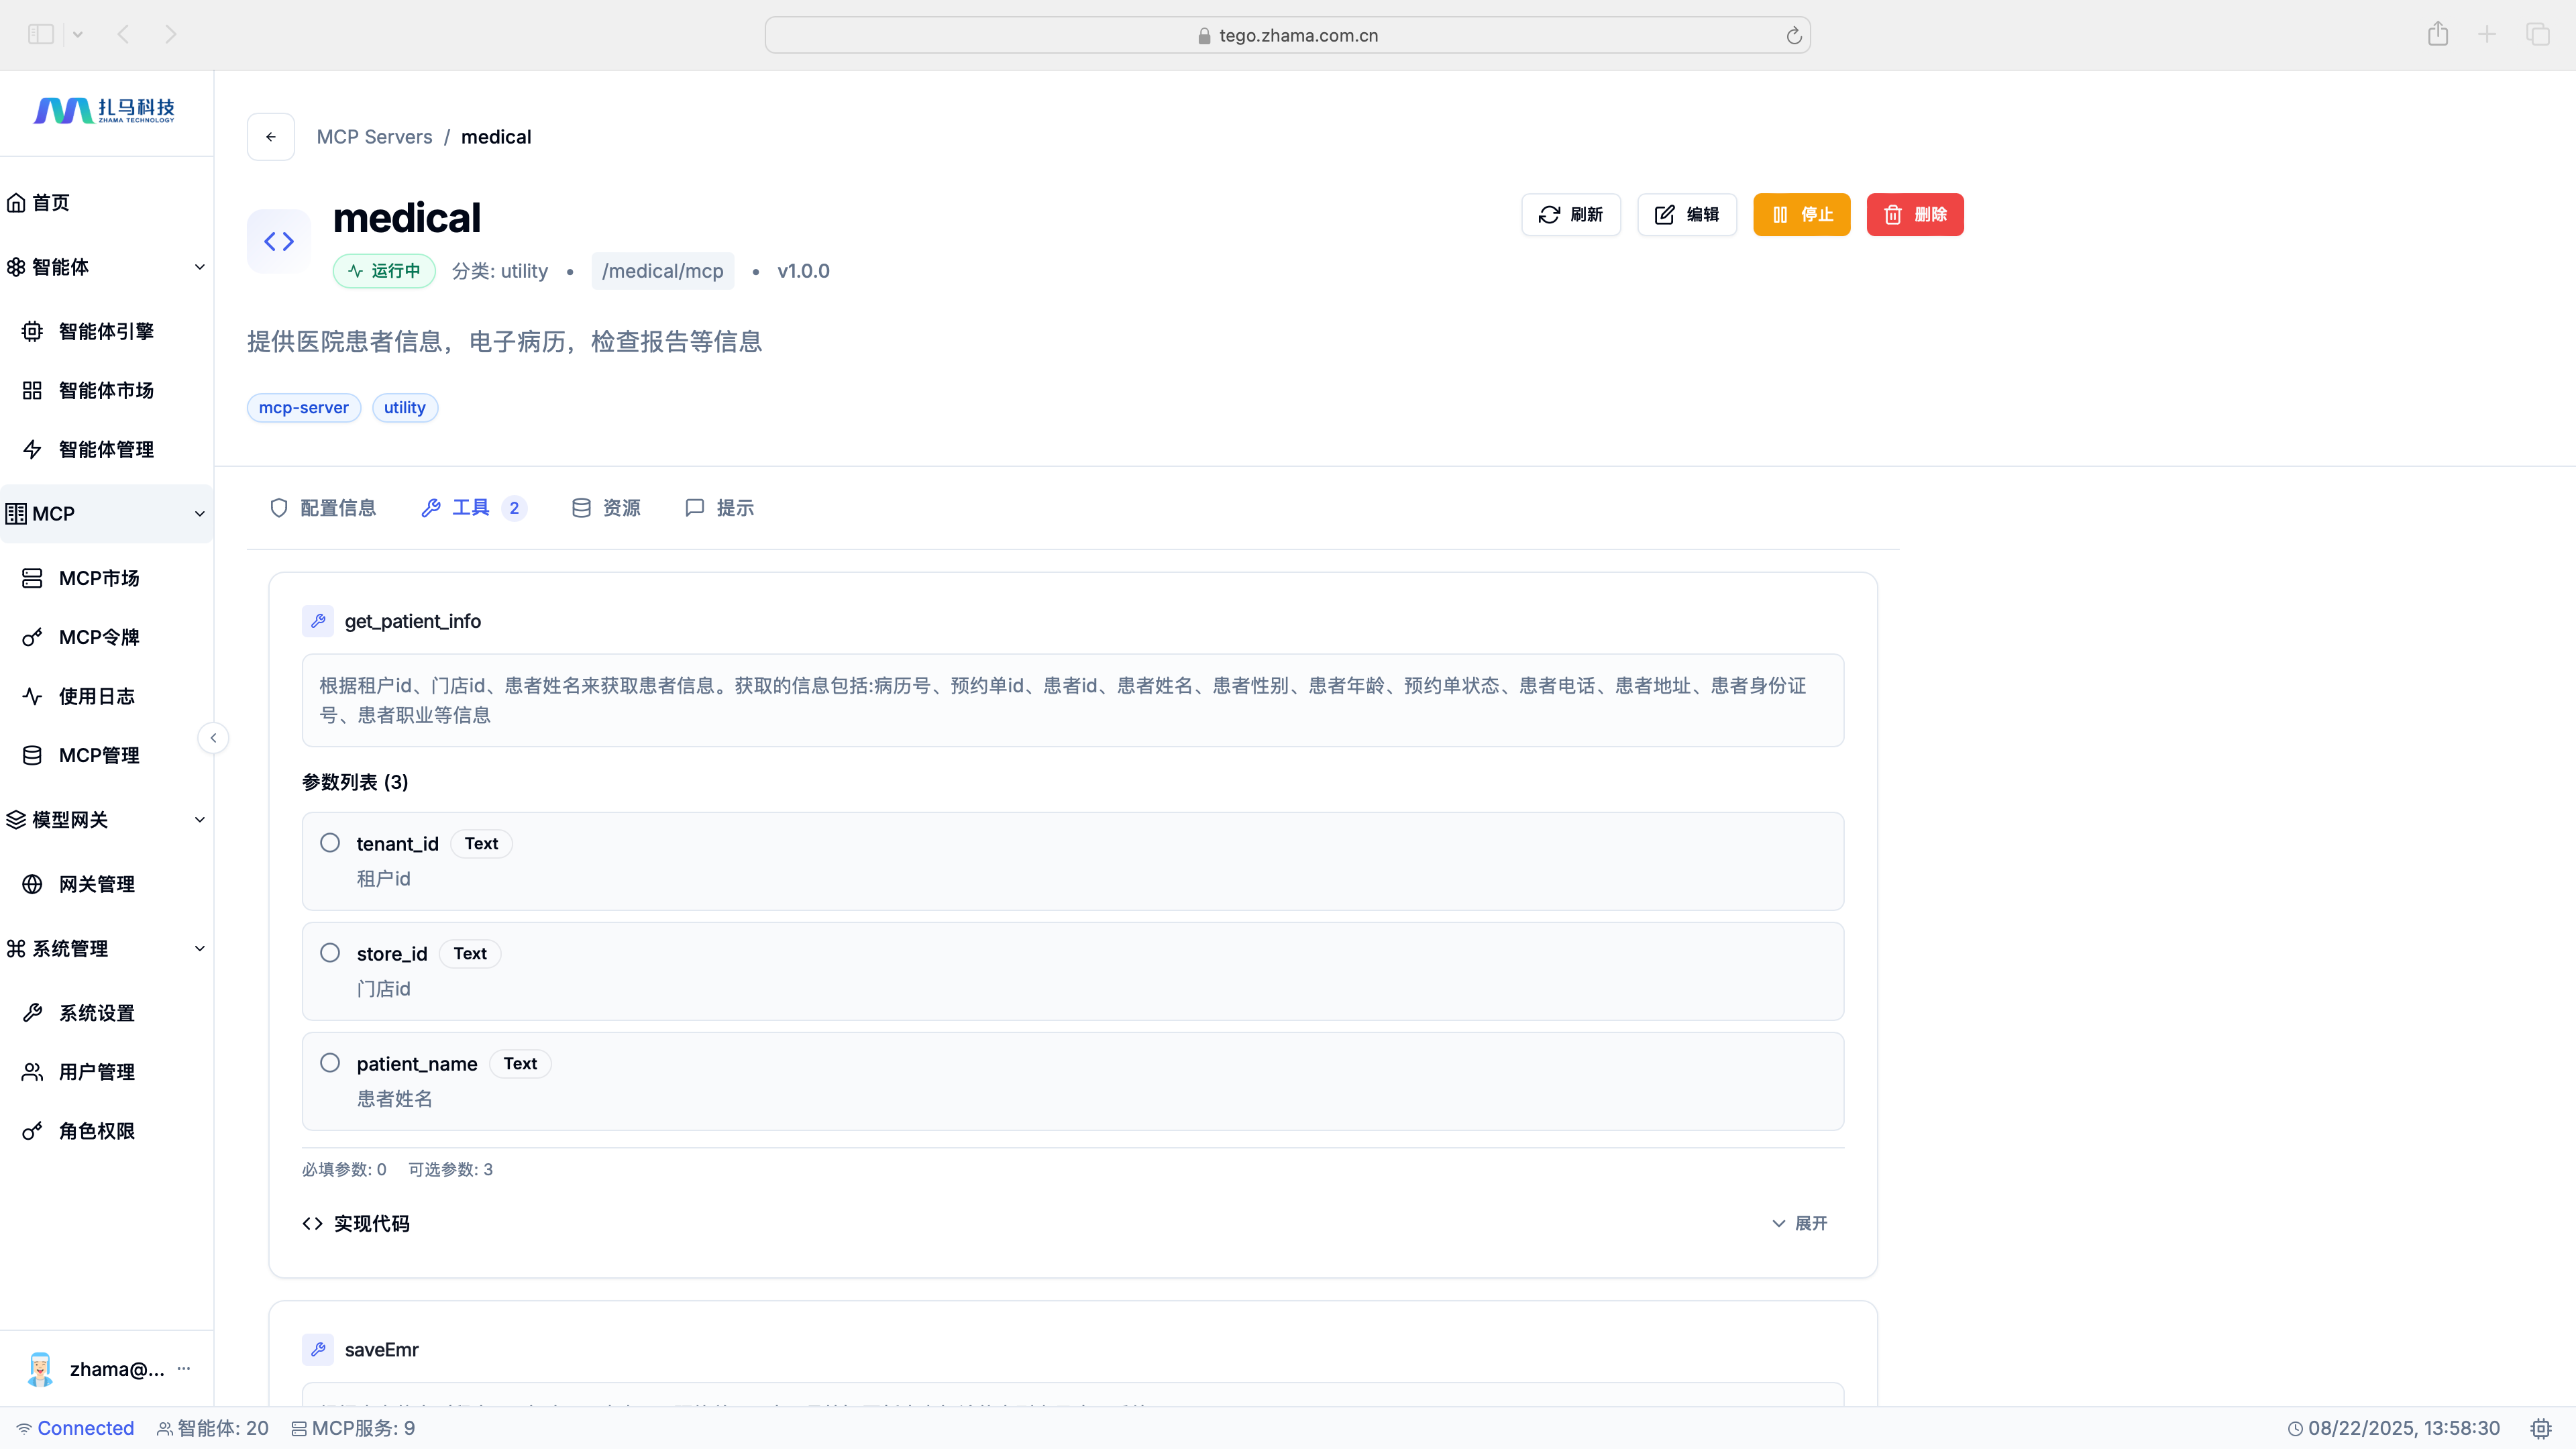 tego.zhama.com.cn
扎马科技
ZHAMA TECHNOLOGY
首页
智能体
智能体引擎
智能体市场
智能体管理
MCP
MCP市场
MCP令牌
使用日志
MCP管理
模型网关
网关管理
系统管理
系统设置
用户管理
角色权限
zhama@... ...
MCP Servers / medical
medical
刷新
编辑
停止
删除
运行中 分类: utility • /medical/mcp • v1.0.0
提供医院患者信息，电子病历，检查报告等信息
mcp-server utility
配置信息 工具 2 资源 提示
get_patient_info
根据租户id、门店id、患者姓名来获取患者信息。获取的信息包括:病历号、预约单id、患者id、患者姓名、患者性别、患者年龄、预约单状态、患者电话、患者地址、患者身份证
号、患者职业等信息
参数列表 (3)
tenant_id Text
租户id
store_id Text
门店id
patient_name Text
患者姓名
必填参数: 0 可选参数: 3
实现代码 展开
saveEmr
Connected 智能体: 20 MCP服务: 9 08/22/2025, 13:58:30